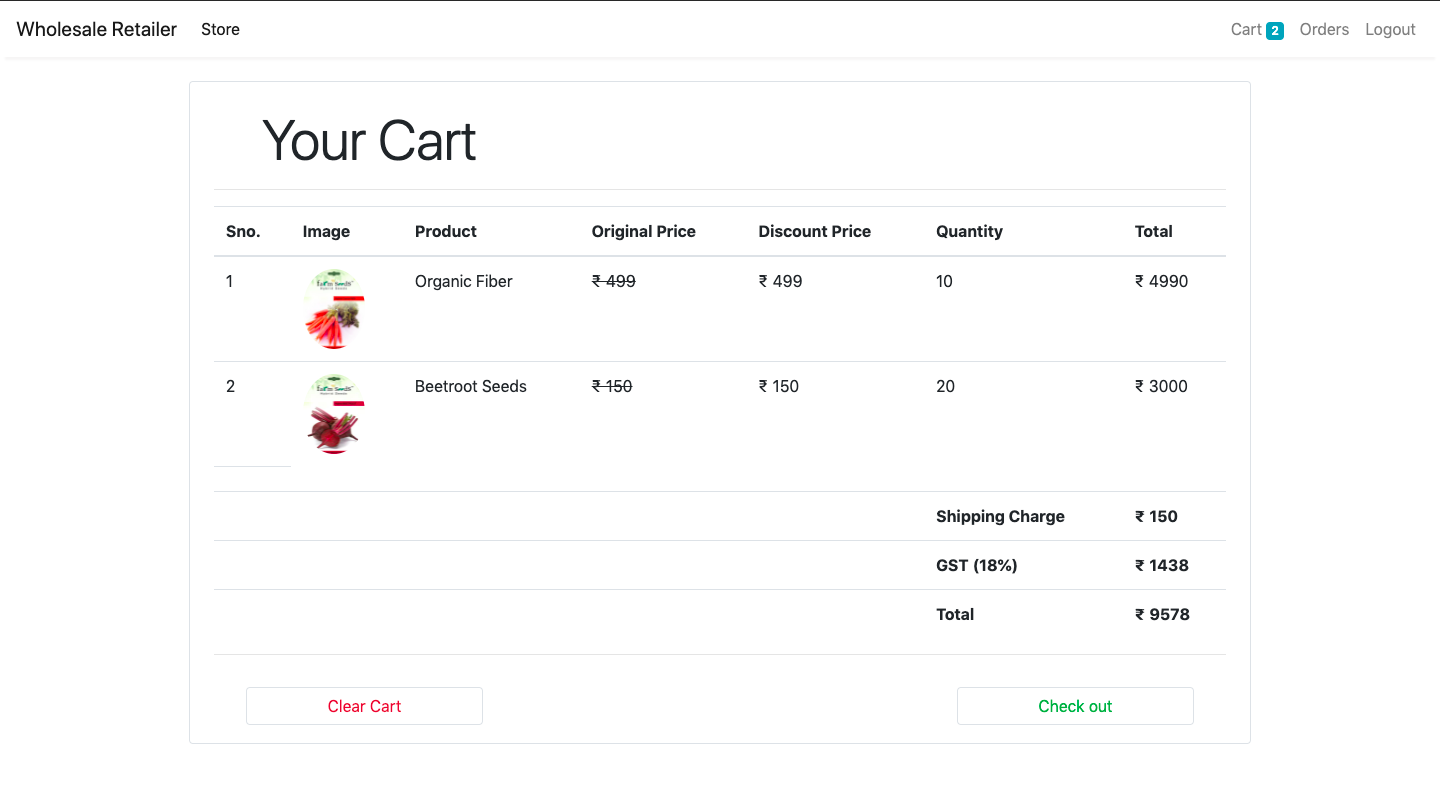 Wholesale Retailer Store Cart 2 Orders Logout
Your Cart
Sno. Image Product Original Price Discount Price Quantity Total
1 Organic Fiber ₹ 499 ₹ 499 10 ₹ 4990
2 Beetroot Seeds ₹ 150 ₹ 150 20 ₹ 3000
Shipping Charge ₹ 150
GST (18%) ₹ 1438
Total ₹ 9578
Clear Cart Check out